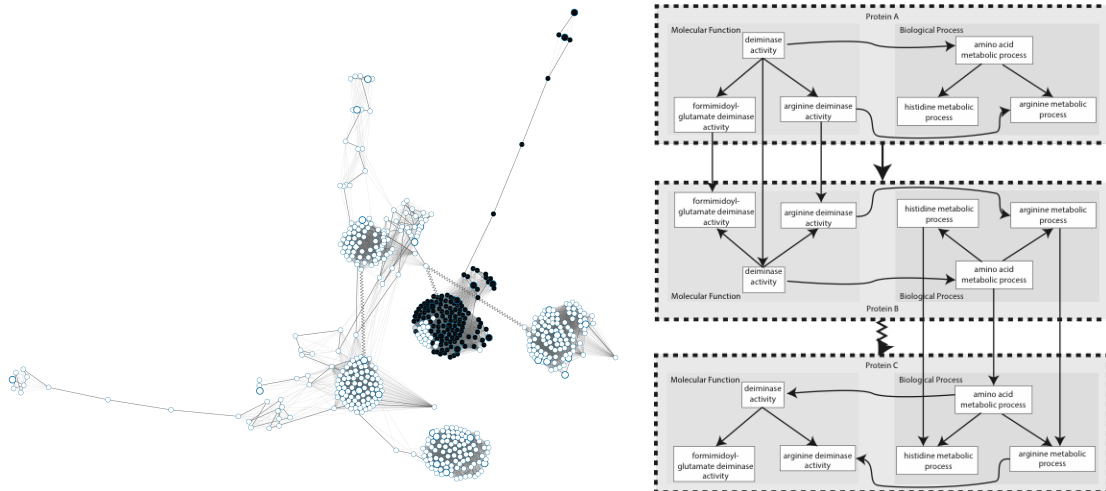 Protein A
Molecular Function
Biological Process
deiminase
activity
amino acid
metabolic process
formimidoyl-
glutamate deiminase
activity
arginine deiminase
activity
histidine metabolic
process
arginine metabolic
process
formimidoyl-
glutamate deiminase
activity
arginine deiminase
activity
histidine metabolic
process
arginine metabolic
process
deiminase
activity
amino acid
metabolic process
Molecular Function
Biological Process
Protein B
Protein C
Molecular Function
Biological Process
deiminase
activity
amino acid
metabolic process
formimidoyl-
glutamate deiminase
activity
arginine deiminase
activity
histidine metabolic
process
arginine metabolic
process